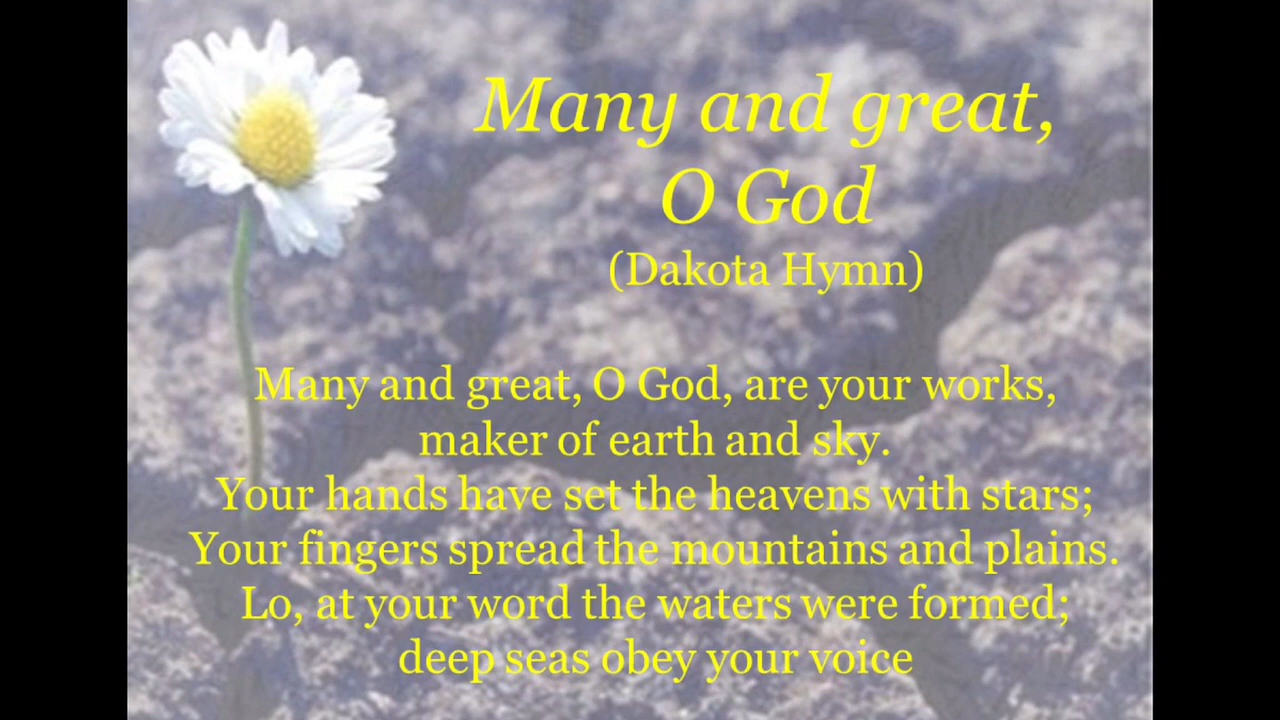 Many and great,
O God
(Dakota Hymn)
Many and great, O God, are your works,
maker of earth and sky.
Your hands have set the heavens with stars;
Your fingers spread the mountains and plains.
Lo, at your word the waters were formed;
deep seas obey your voice